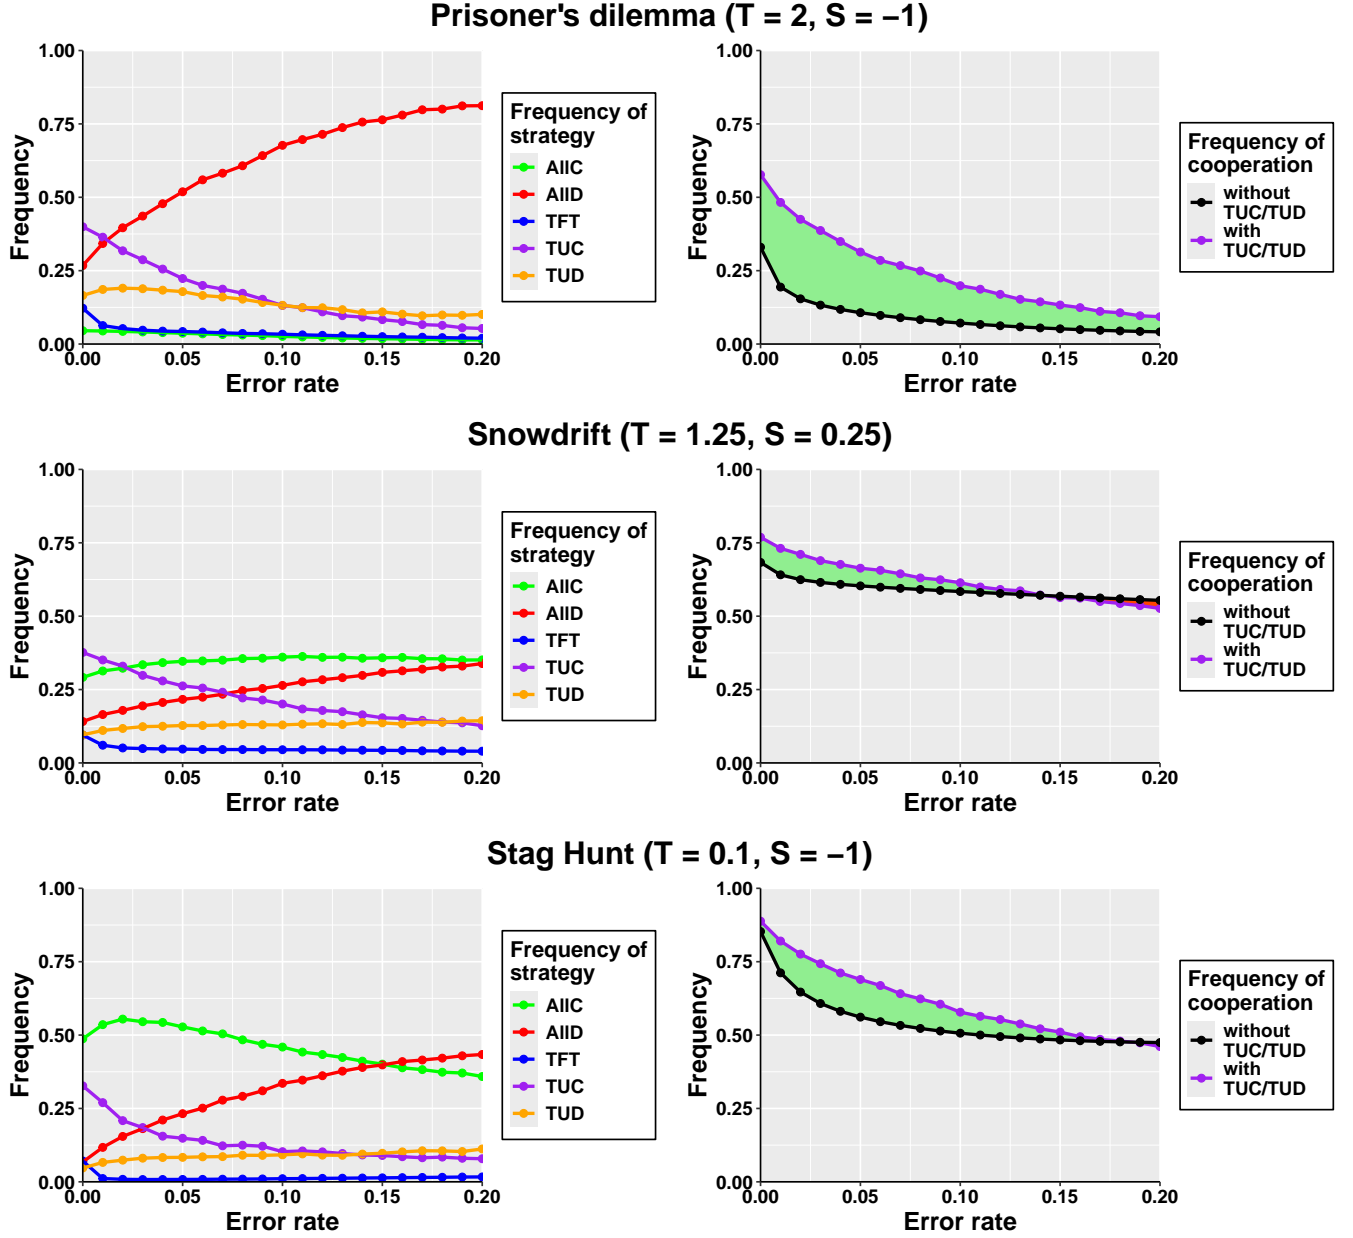 Prisoner's dilemma (T = 2, S = −1)
1.00
0.75
0.50
0.25
0.00
Frequency
0.00 0.05 0.10 0.15 0.20
Error rate
Frequency of
strategy
AllC
AllD
TFT
TUC
TUD
1.00
0.75
0.50
0.25
0.00
Frequency
0.00 0.05 0.10 0.15 0.20
Error rate
Frequency of
cooperation
without
TUC/TUD
with
TUC/TUD
Snowdrift (T = 1.25, S = 0.25)
1.00
0.75
0.50
0.25
0.00
Frequency
0.00 0.05 0.10 0.15 0.20
Error rate
Frequency of
strategy
AllC
AllD
TFT
TUC
TUD
1.00
0.75
0.50
0.25
0.00
Frequency
0.00 0.05 0.10 0.15 0.20
Error rate
Frequency of
cooperation
without
TUC/TUD
with
TUC/TUD
Stag Hunt (T = 0.1, S = −1)
1.00
0.75
0.50
0.25
0.00
Frequency
0.00 0.05 0.10 0.15 0.20
Error rate
Frequency of
strategy
AllC
AllD
TFT
TUC
TUD
1.00
0.75
0.50
0.25
0.00
Frequency
0.00 0.05 0.10 0.15 0.20
Error rate
Frequency of
cooperation
without
TUC/TUD
with
TUC/TUD